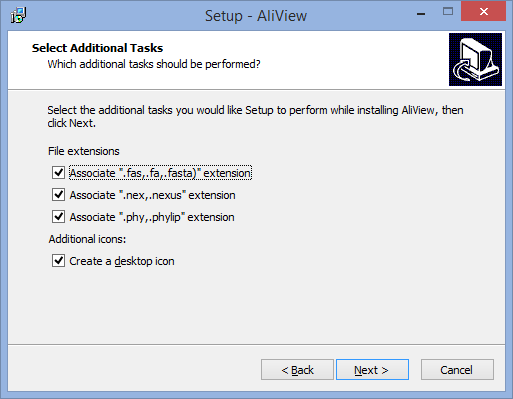 Setup - AliView
Select Additional Tasks
Which additional tasks should be performed?
Select the additional tasks you would like Setup to perform while installing AliView, then
click Next.
File extensions
Associate ".fas,.fa,.fasta)" extension
Associate ".nex,.nexus" extension
Associate ".phy,.phylip" extension
Additional icons:
Create a desktop icon
< Back
Next >
Cancel